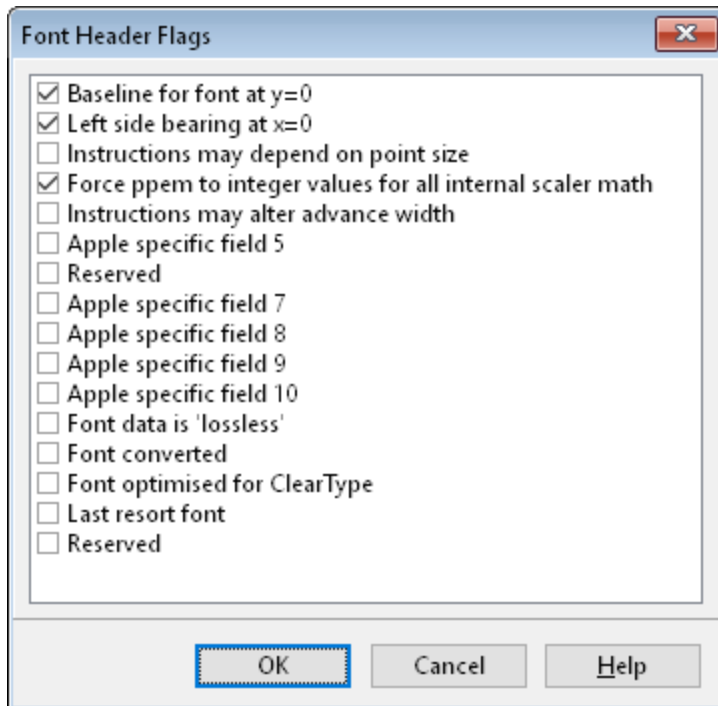 Font Header Flags
Baseline for font at y=0
Left side bearing at x=0
Instructions may depend on point size
Force ppem to integer values for all internal scaler math
Instructions may alter advance width
Apple specific field 5
Reserved
Apple specific field 7
Apple specific field 8
Apple specific field 9
Apple specific field 10
Font data is 'lossless'
Font converted
Font optimised for ClearType
Last resort font
Reserved
OK Cancel Help